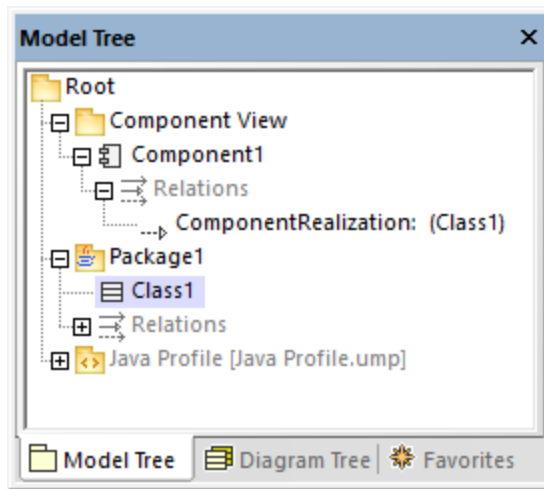 Model Tree
Root
Component View
Component1
Relations
ComponentRealization: (Class1)
Package1
Class1
Relations
Java Profile [Java Profile.ump]
Model Tree Diagram Tree Favorites